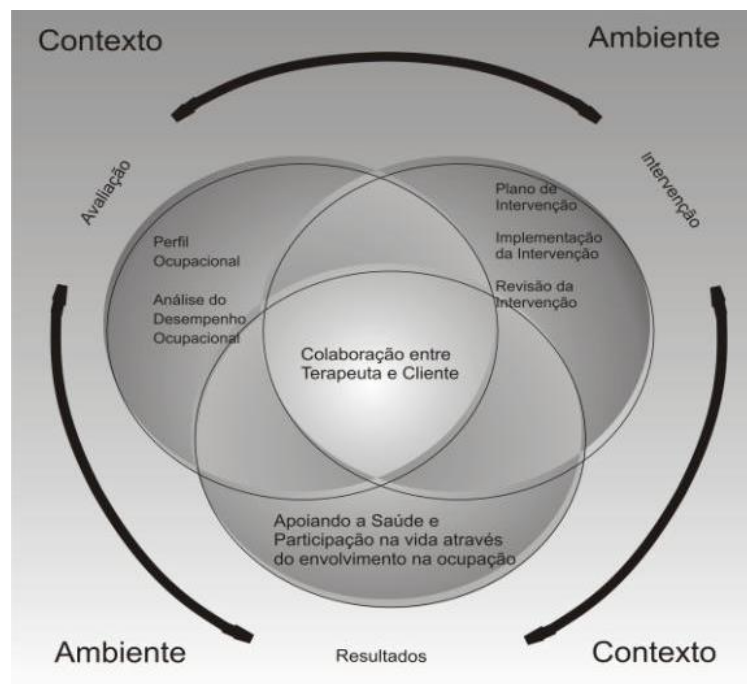 Contexto
Ambiente
Avaliação
Intervenção
Perfil
Ocupacional
Análise do
Desempenho
Ocupacional
Plano de
Intervenção
Implementação
da Intervenção
Revisão da
Intervenção
Colaboração entre
Terapeuta e Cliente
Apoiando a Saúde e
Participação na vida através
do envolvimento na ocupação
Ambiente
Resultados
Contexto